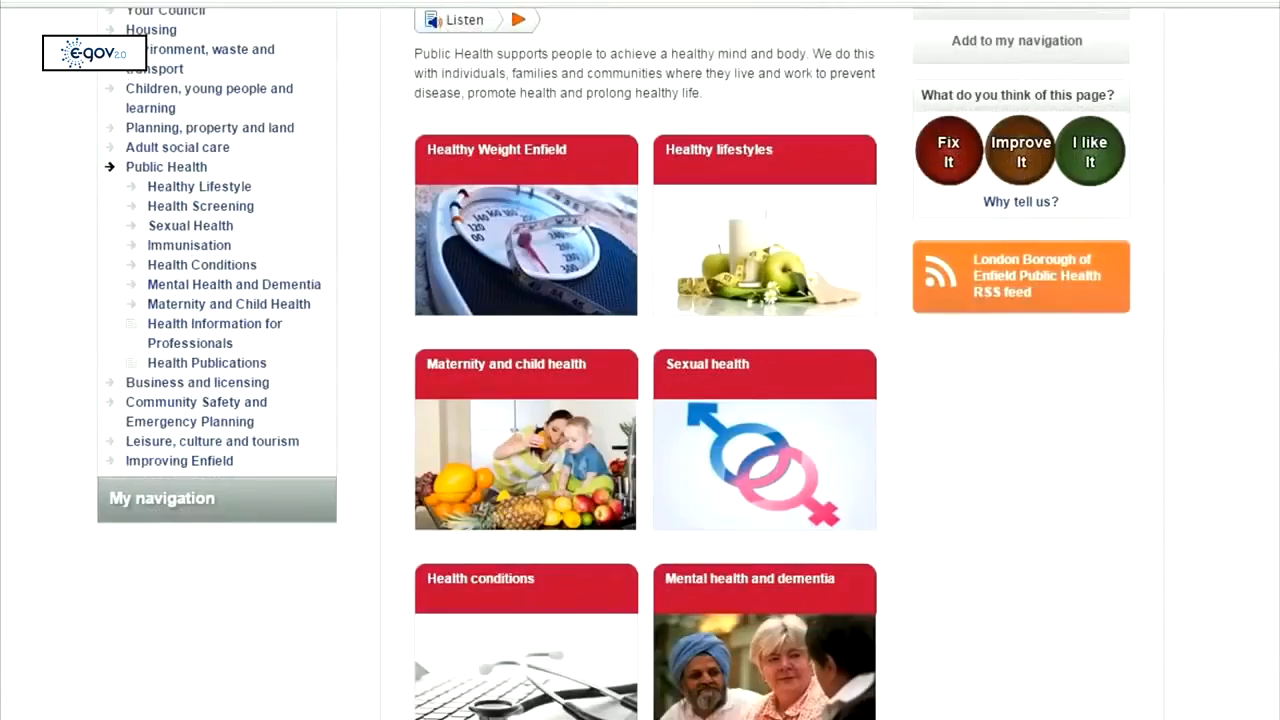 Your Council
Housing
Environment, waste and
transport
Children, young people and
learning
Planning, property and land
Adult social care
Public Health
Healthy Lifestyle
Health Screening
Sexual Health
Immunisation
Health Conditions
Mental Health and Dementia
Maternity and Child Health
Health Information for
Professionals
Health Publications
Business and licensing
Community Safety and
Emergency Planning
Leisure, culture and tourism
Improving Enfield
My navigation
e-gov2.0
Listen
Public Health supports people to achieve a healthy mind and body. We do this
with individuals, families and communities where they live and work to prevent
disease, promote health and prolong healthy life.
Healthy Weight Enfield
Healthy lifestyles
Maternity and child health
Sexual health
Health conditions
Mental health and dementia
Add to my navigation
What do you think of this page?
Fix
It
Improve
It
I like
It
Why tell us?
London Borough of
Enfield Public Health
RSS feed